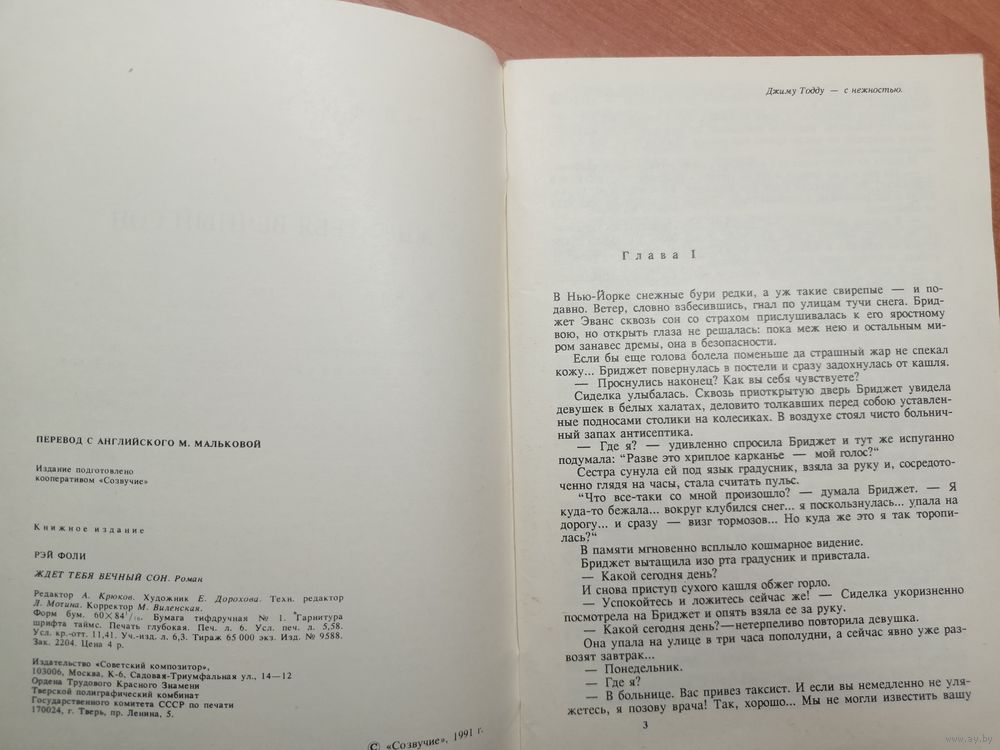 ПЕРЕВОД С АНГЛИЙСКОГО М. МАЛЬКОВОЙ
Издание подготовлено
кооперативом «Созвучие»
Книжное издание
РЭЙ ФОЛИ
ЖДЕТ ТЕБЯ ВЕЧНЫЙ СОН. Роман
Редактор А. Крюков. Художник Е. Дорохова. Техн. редактор
Л. Мотина. Корректор М. Виленская.
Форм бум. 60×84 1/16. Бумага тифдручная № 1. Гарнитура
шрифта таймс. Печать глубокая. Печ. л. 6. Усл. печ. л. 5,58.
Усл. кр.-отт. 11,41. Уч.-изд. л. 6,3. Тираж 65 000 экз. Изд. № 9588.
Зак. 2204. Цена 4 р.
Издательство «Советский композитор»,
103006, Москва, К-6, Садовая-Триумфальная ул., 14—12
Ордена Трудового Красного Знамени
Тверской полиграфический комбинат
Государственного комитета СССР по печати
170024, г. Тверь, пр. Ленина, 5.
© «Созвучие», 1991 г.
Джиму Тодду — с нежностью.
Глава I
В Нью-Йорке снежные бури редки, а уж такие свирепые — и по-
давно. Ветер, словно взбесившись, гнал по улицам тучи снега. Брид-
жет Эванс сквозь сон со страхом прислушивалась к его яростному
вою, но открыть глаза не решалась: пока меж нею и остальным ми-
ром занавес дремы, она в безопасности.
Если бы еще голова болела поменьше да страшный жар не спекал
кожу... Бриджет повернулась в постели и сразу задохнулась от кашля.
— Проснулись наконец? Как вы себя чувствуете?
Сиделка улыбалась. Сквозь приоткрытую дверь Бриджет увидела
девушек в белых халатах, деловито толкавших перед собою уставлен-
ные подносами столики на колесиках. В воздухе стоял чисто больнич-
ный запах антисептика.
— Где я? — удивленно спросила Бриджет и тут же испуганно
подумала: “Разве это хриплое карканье — мой голос?“
Сестра сунула ей под язык градусник, взяла за руку и, сосредото-
ченно глядя на часы, стала считать пульс.
“Что все-таки со мной произошло? — думала Бриджет. — Я
куда-то бежала... вокруг клубился снег... я поскользнулась... упала на
дорогу... и сразу — визг тормозов... Но куда же это я так торопи-
лась?“
В памяти мгновенно всплыло кошмарное видение.
Бриджет вытащила изо рта градусник и привстала.
— Какой сегодня день?
И снова приступ сухого кашля обжег горло.
— Успокойтесь и ложитесь сейчас же! — Сиделка укоризненно
посмотрела на Бриджет и опять взяла ее за руку.
— Какой сегодня день?—нетерпеливо повторила девушка.
Она упала на улице в три часа пополудни, а сейчас явно уже раз-
возят завтрак...
— Понедельник.
— Где я?
— В больнице. Вас привез таксист. И если вы немедленно не уля-
жетесь, я позову врача! Так, хорошо... Мы не могли известить вашу
3
www.ay.by